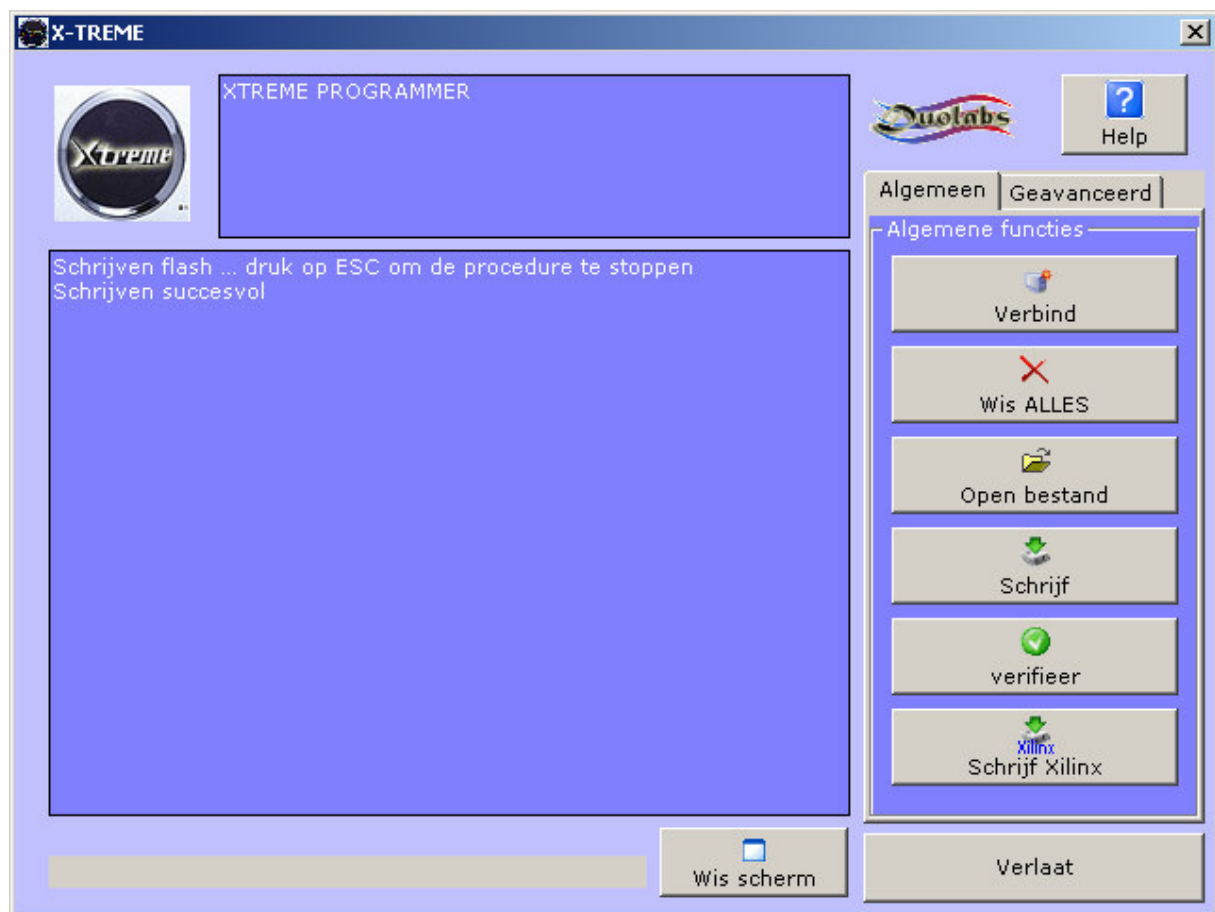 X-TREME
Xtreme
XTREME PROGRAMMER
Duolabs
Help
Algemeen
Geavanceerd
Algemene functies
Schrijven flash ... druk op ESC om de procedure te stoppen
Schrijven succesvol
Verbind
Wis ALLES
Open bestand
Schrijf
verifieer
Xilinx
Schrijf Xilinx
Wis scherm
Verlaat